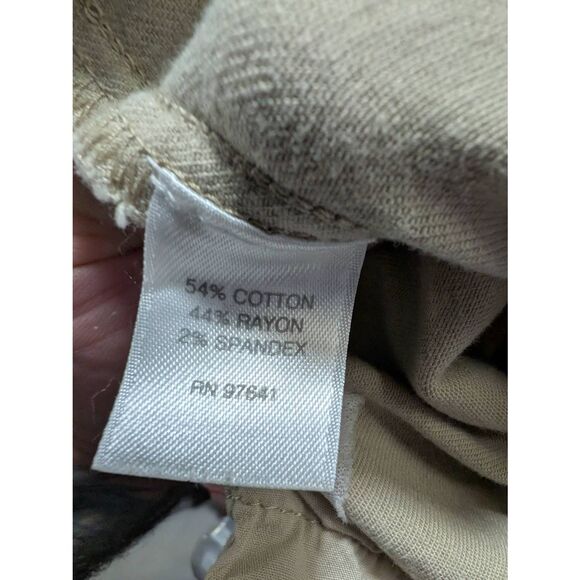 54% COTTON
44% RAYON
2% SPANDEX
RN 97641